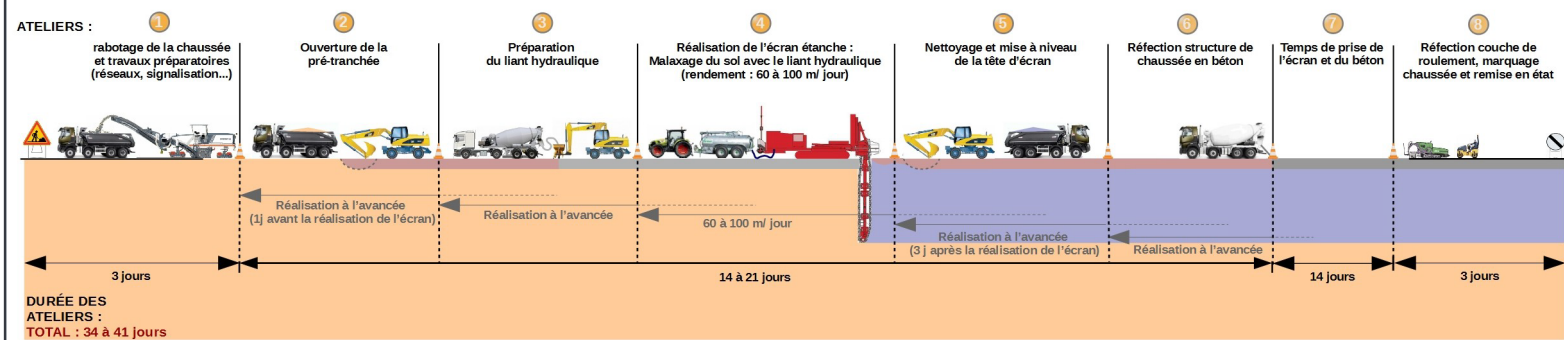 ATELIERS :
1
rabotage de la chaussée
et travaux préparatoires
(réseaux, signalisation...)
2
Ouverture de la
pré-tranchée
3
Préparation
du liant hydraulique
4
Réalisation de l'écran étanche :
Malaxage du sol avec le liant hydraulique
(rendement : 60 à 100 m/ jour)
5
Nettoyage et mise à niveau
de la tête d'écran
6
Réfection structure de
chaussée en béton
7
Temps de prise de
l'écran et du béton
8
Réfection couche de
roulement, marquage
chaussée et remise en état
Réalisation à l'avancée
(1j avant la réalisation de l'écran)
Réalisation à l'avancée
60 à 100 m/ jour
Réalisation à l'avancée
(3 j après la réalisation de l'écran)
Réalisation à l'avancée
3 jours
14 à 21 jours
14 jours
3 jours
DURÉE DES
ATELIERS :
TOTAL : 34 à 41 jours